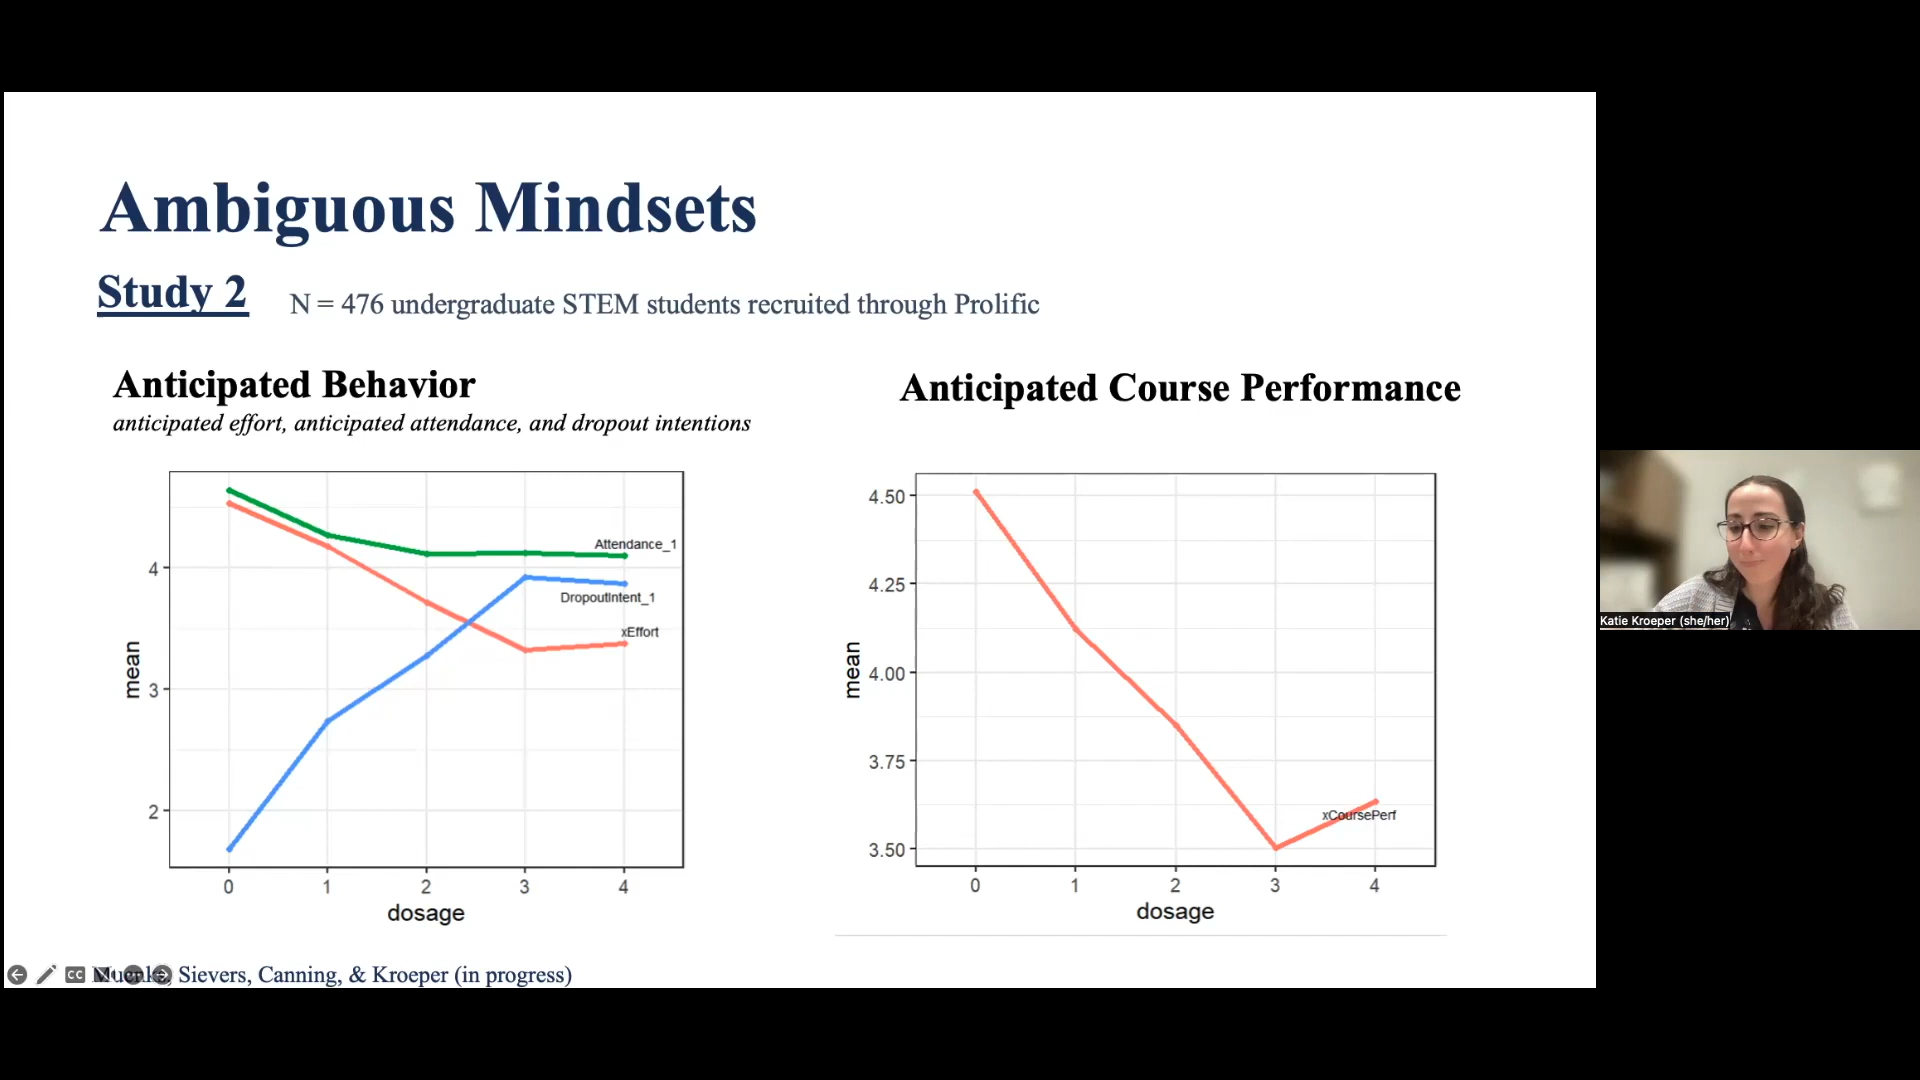 Ambiguous Mindsets
Study 2
N = 476 undergraduate STEM students recruited through Prolific
Anticipated Behavior
anticipated effort, anticipated attendance, and dropout intentions
mean
4
3
2
Attendance_1
DropoutIntent_1
xEffort
0 1 2 3 4
dosage
Anticipated Course Performance
mean
4.50
4.25
4.00
3.75
3.50
xCoursePerf
0 1 2 3 4
dosage
Katie Kroeper (she/her)
CC
Sievers, Canning, & Kroeper (in progress)